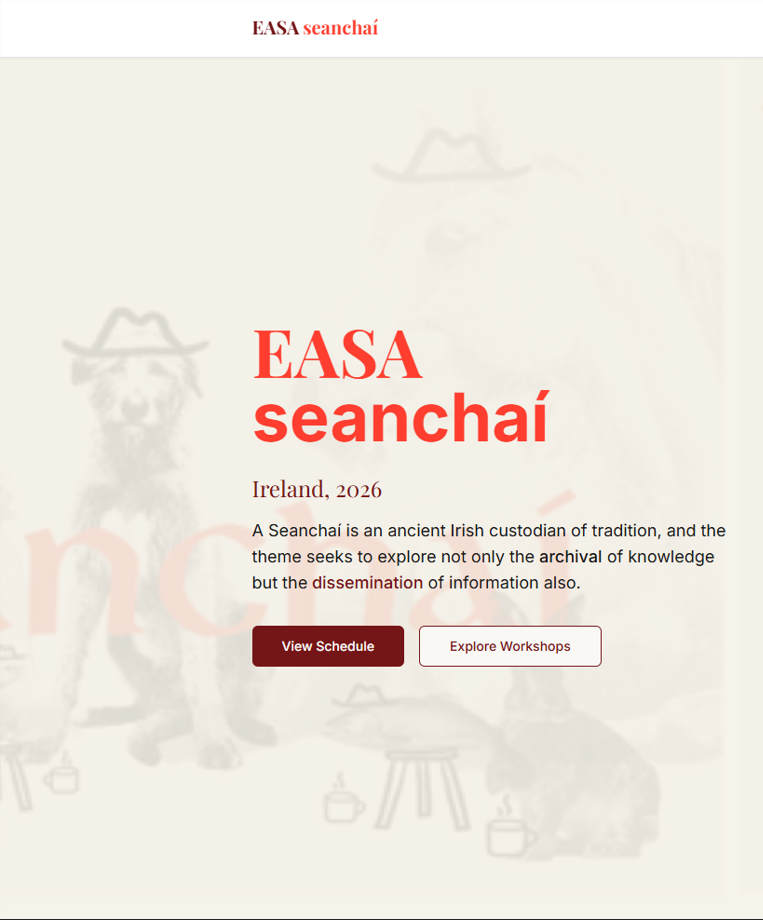 EASA seanchaí
EASA
seanchaí
Ireland, 2026
A Seanchaí is an ancient Irish custodian of tradition, and the
theme seeks to explore not only the archival of knowledge
but the dissemination of information also.
View Schedule
Explore Workshops
nchaí